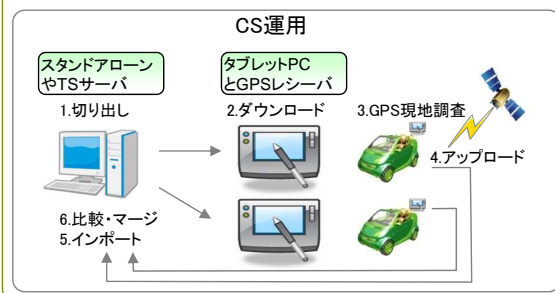 CS運用
スタンドアローン
やTSサーバ
タブレットPC
とGPSレシーバ
1.切り出し
2.ダウンロード
3.GPS現地調査
4.アップロード
6.比較・マージ
5.インポート